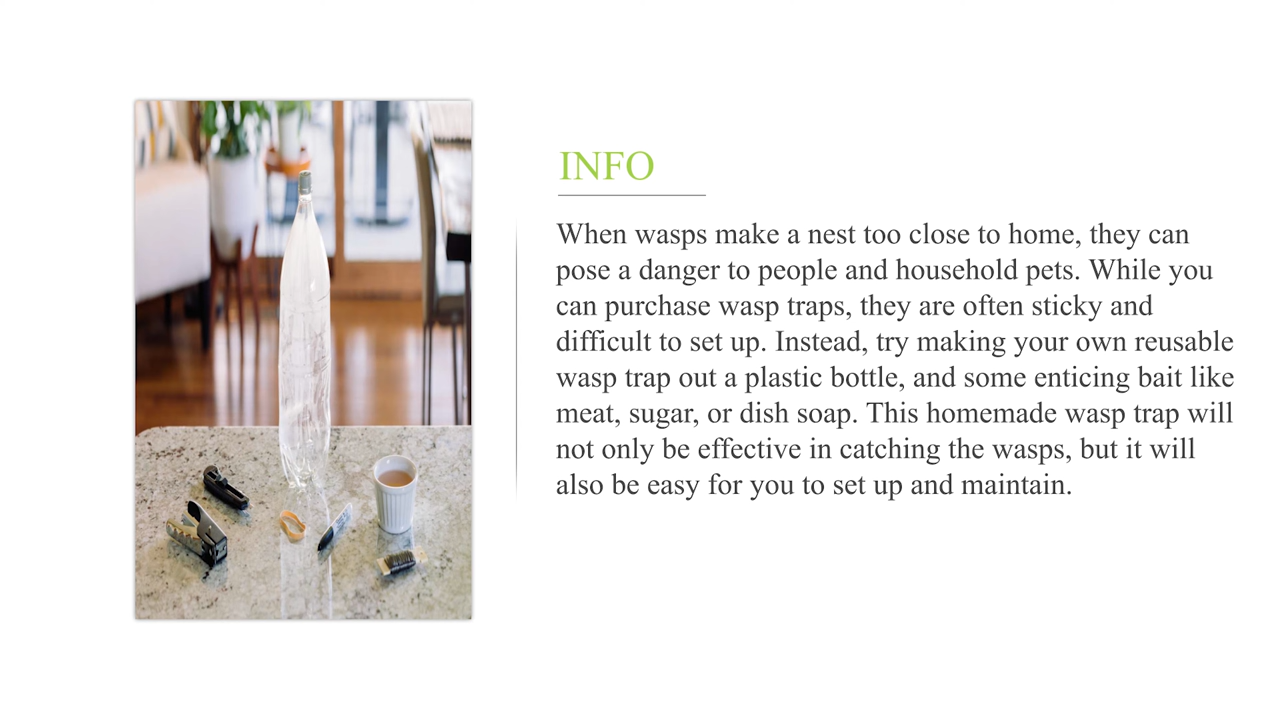 INFO
When wasps make a nest too close to home, they can
pose a danger to people and household pets. While you
can purchase wasp traps, they are often sticky and
difficult to set up. Instead, try making your own reusable
wasp trap out a plastic bottle, and some enticing bait like
meat, sugar, or dish soap. This homemade wasp trap will
not only be effective in catching the wasps, but it will
also be easy for you to set up and maintain.